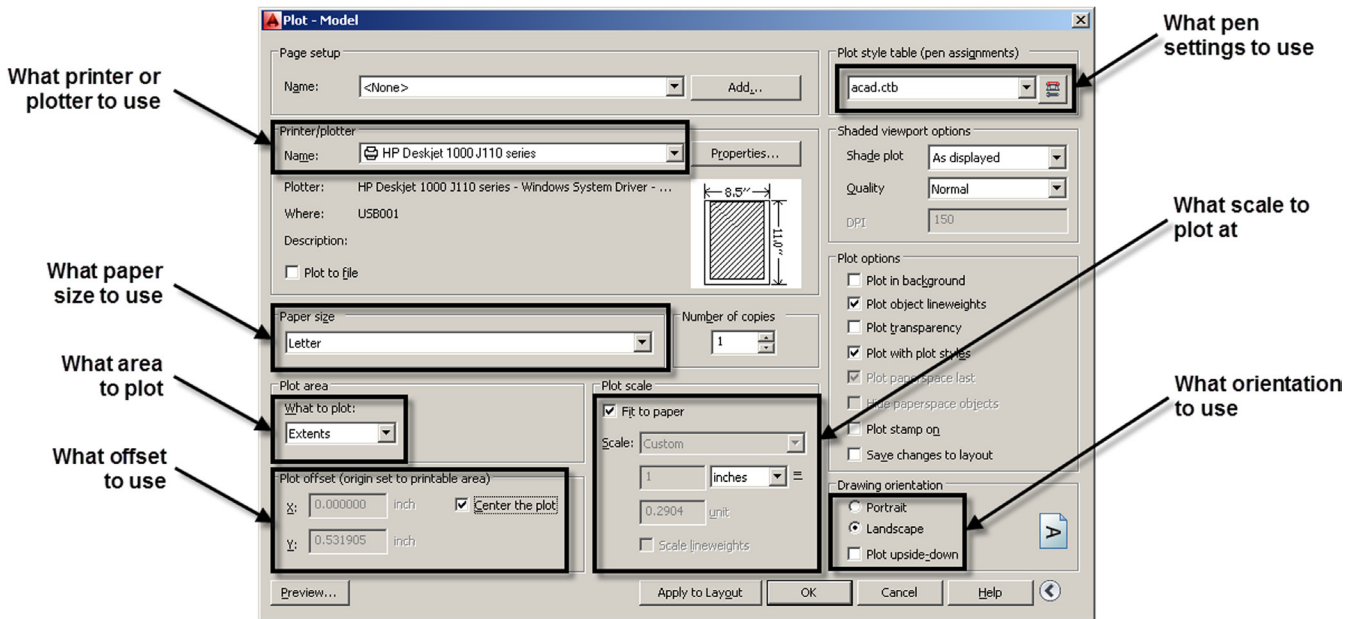 Plot - Model
What printer or
plotter to use
What paper
size to use
What area
to plot
What offset
to use
Page setup
Name:
<None>
Add...
Printer/plotter
Name:
HP Deskjet 1000 J110 series
Properties...
Plotter:
HP Deskjet 1000 J110 series - Windows System Driver - ...
Where:
USB001
Description:
Plot to file
8.5″
11.0″
Paper size
Letter
Number of copies
1
Plot area
What to plot:
Extents
Plot offset (origin set to printable area)
X:
0.000000
inch
Center the plot
Y:
0.531905
inch
Plot scale
Fit to paper
Scale:
Custom
1
inches
=
0.2904
unit
Scale lineweights
Plot style table (pen assignments)
acad.ctb
Shaded viewport options
Shade plot
As displayed
Quality
Normal
DPI
150
Plot options
Plot in background
Plot object lineweights
Plot transparency
Plot with plot styles
Plot paperspace last
Hide paperspace objects
Plot stamp on
Save changes to layout
Drawing orientation
Portrait
Landscape
Plot upside-down
A
Preview...
Apply to Layout
OK
Cancel
Help
What pen
settings to use
What scale to
plot at
What orientation
to use